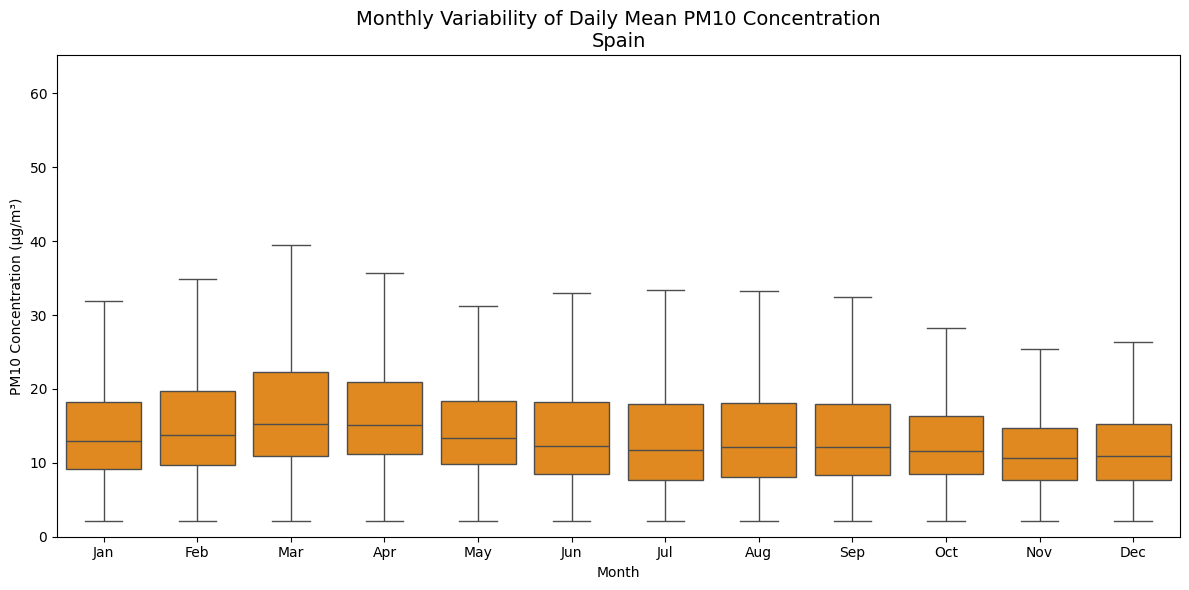 Monthly Variability of Daily Mean PM10 Concentration
Spain
PM10 Concentration (µg/m³)
60
50
40
30
20
10
0
Jan Feb Mar Apr May Jun Jul Aug Sep Oct Nov Dec
Month